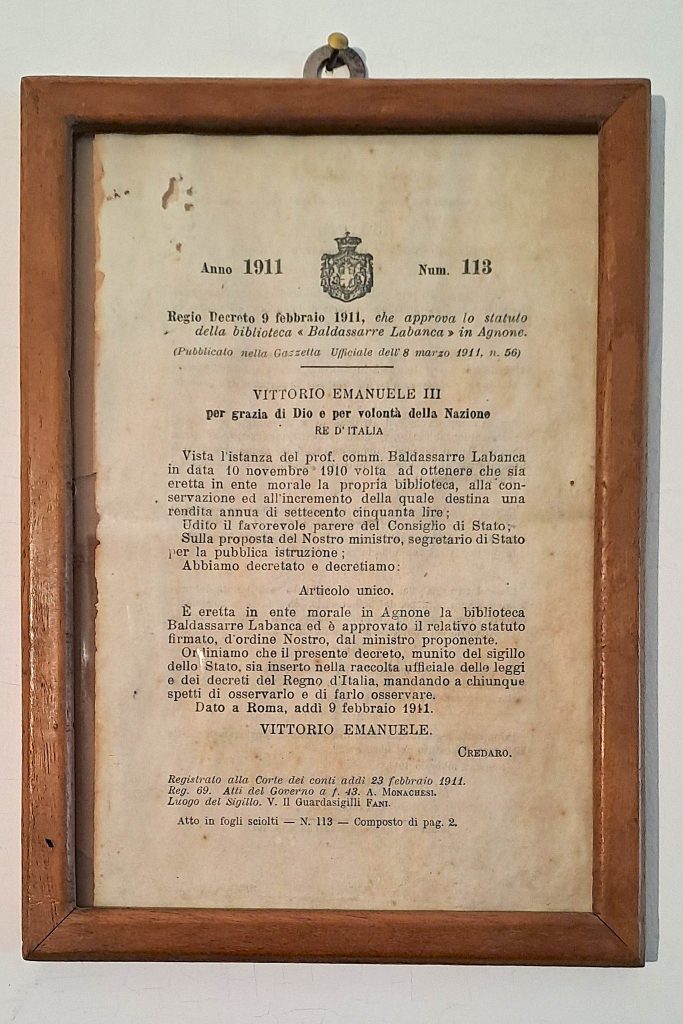 Anno 1911 Num. 113
Regio Decreto 9 febbraio 1911, che approva lo statuto
della biblioteca « Baldassarre Labanca » in Agnone.
(Pubblicato nella Gazzetta Ufficiale dell' 8 marzo 1911, n. 56)
VITTORIO EMANUELE III
per grazia di Dio e per volontà della Nazione
RE D'ITALIA
Vista l'istanza del prof. comm. Baldassarre Labanca
in data 10 novembre 1910 volta ad ottenere che sia
eretta in ente morale la propria biblioteca, alla con-
servazione ed all'incremento della quale destina una
rendita annua di settecento cinquanta lire ;
Udito il favorevole parere del Consiglio di Stato;
Sulla proposta del Nostro ministro, segretario di Stato
per la pubblica istruzione ;
Abbiamo decretato e decretiamo:
Articolo unico.
È eretta in ente morale in Agnone la biblioteca
Baldassarre Labanca ed è approvato il relativo statuto
firmato, d'ordine Nostro, dal ministro proponente.
Ordiniamo che il presente decreto, munito del sigillo
dello Stato, sia inserto nella raccolta ufficiale delle leggi
e dei decreti del Regno d'Italia, mandando a chiunque
spetti di osservarlo e di farlo osservare.
Dato a Roma, addì 9 febbraio 1911.
VITTORIO EMANUELE.
CREDARO.
Registrato alla Corte dei conti addì 23 febbraio 1911.
Reg. 69. Atti del Governo a f. 43. A. MONACHESI.
Luogo del Sigillo. V. Il Guardasigilli FANI.
Atto in fogli sciolti — N. 113 — Composto di pag. 2.